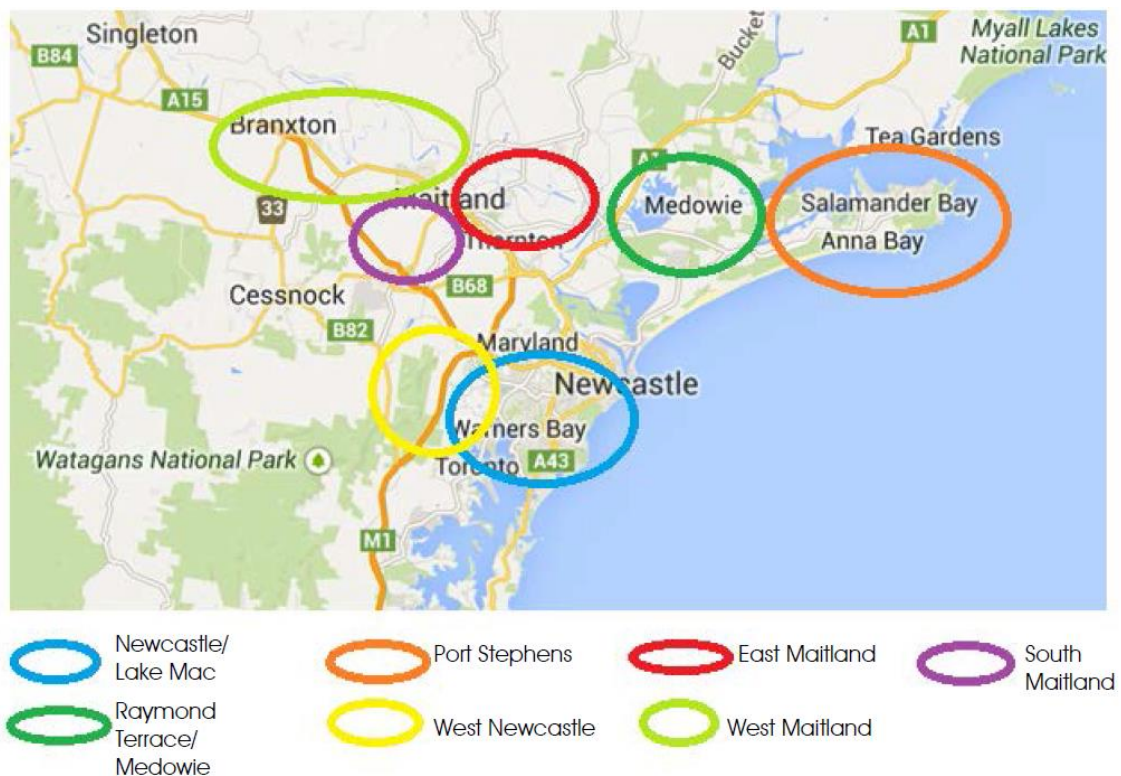 Singleton
B84
A15
Branxton
33
Maitland
Thornton
Cessnock
B68
B82
Maryland
Newcastle
Warners Bay
Toronto
A43
Watagans National Park
M1
Bucket
A1
Myall Lakes
National Park
Tea Gardens
A1
Medowie
Salamander Bay
Anna Bay
Newcastle/
Lake Mac
Port Stephens
East Maitland
South
Maitland
Raymond
Terrace/
Medowie
West Newcastle
West Maitland